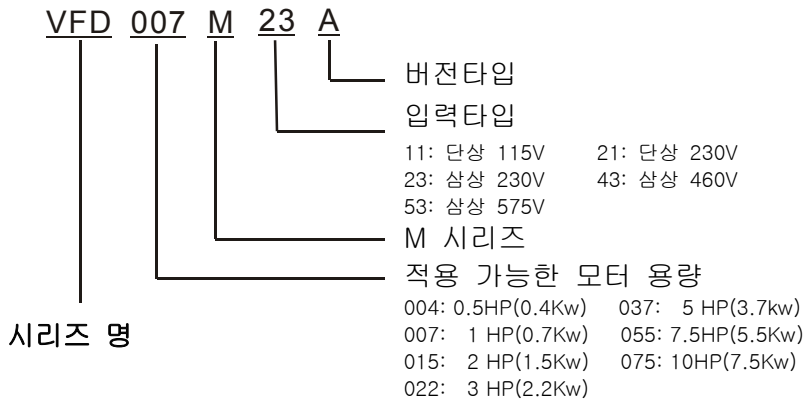 VFD 007 M 23 A
버전타입
입력타입
11: 단상 115V 21: 단상 230V
23: 삼상 230V 43: 삼상 460V
53: 삼상 575V
M 시리즈
적용 가능한 모터 용량
004: 0.5HP(0.4Kw) 037: 5 HP(3.7kw)
007: 1 HP(0.7Kw) 055: 7.5HP(5.5Kw)
015: 2 HP(1.5Kw) 075: 10HP(7.5Kw)
022: 3 HP(2.2Kw)
시리즈 명